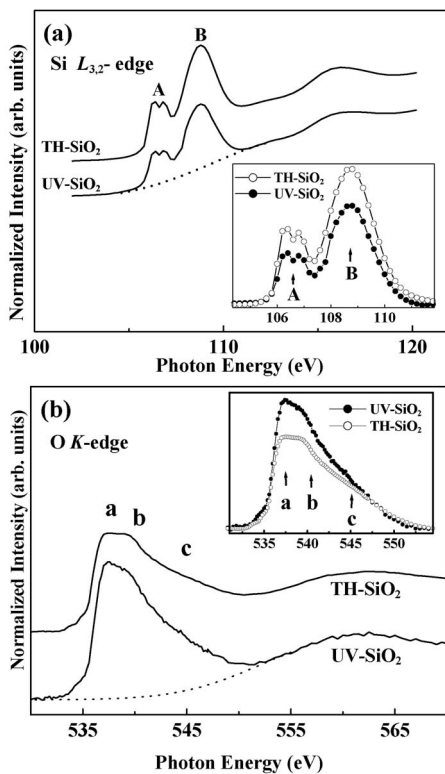 (a)
Si L3,2- edge
A
B
TH-SiO2
UV-SiO2
TH-SiO2
UV-SiO2
A
B
106 108 110
Normalized Intensity (arb. units)
100 110 120
Photon Energy (eV)
(b)
O K-edge
a b c
UV-SiO2
TH-SiO2
a b c
535 540 545 550
TH-SiO2
UV-SiO2
Normalized Intensity (arb. units)
535 545 555 565
Photon Energy (eV)